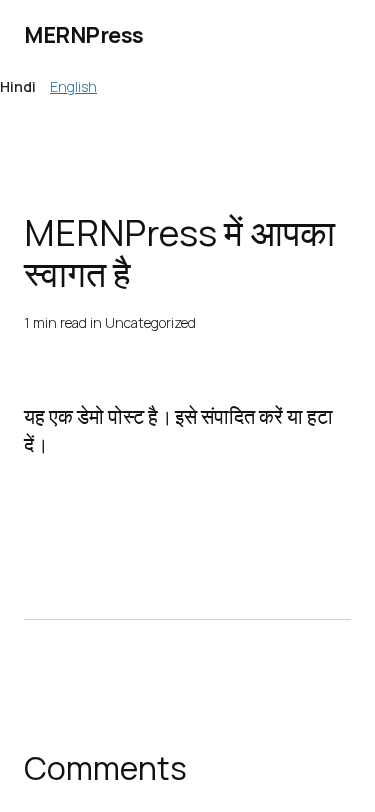 MERNPress
Hindi English
MERNPress में आपका
स्वागत है
1 min read in Uncategorized
यह एक डेमो पोस्ट है । इसे संपादित करें या हटा
दें ।
Comments